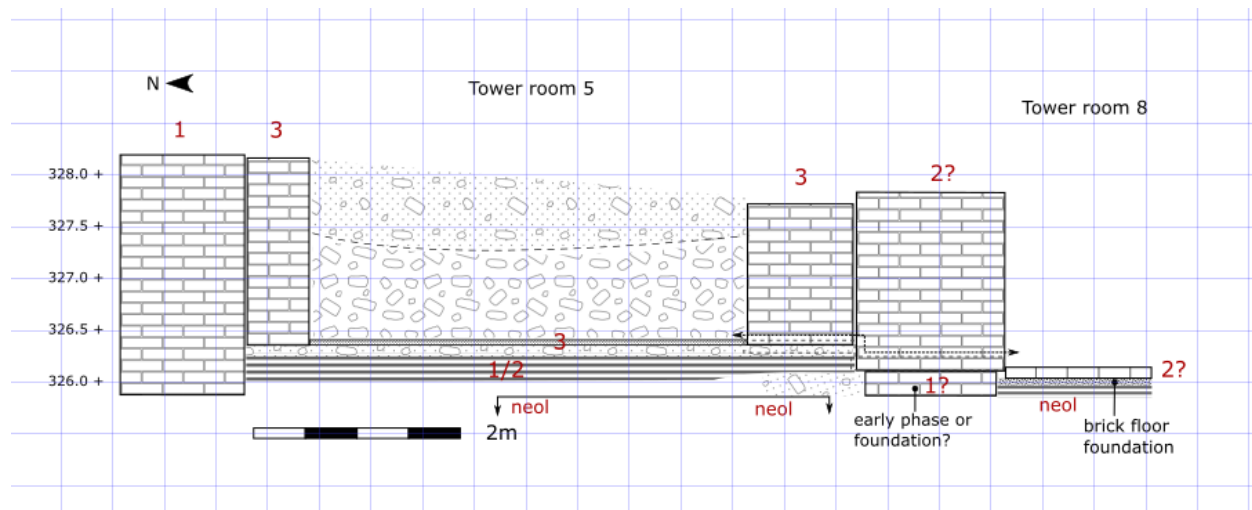 Tower room 5
N
Tower room 8
1
3
328.0 +
3
2?
327.5 +
327.0 +
326.5 +
3
1/2
326.0 +
1?
2?
neol
neol
neol
early phase or
foundation?
brick floor
foundation
2m